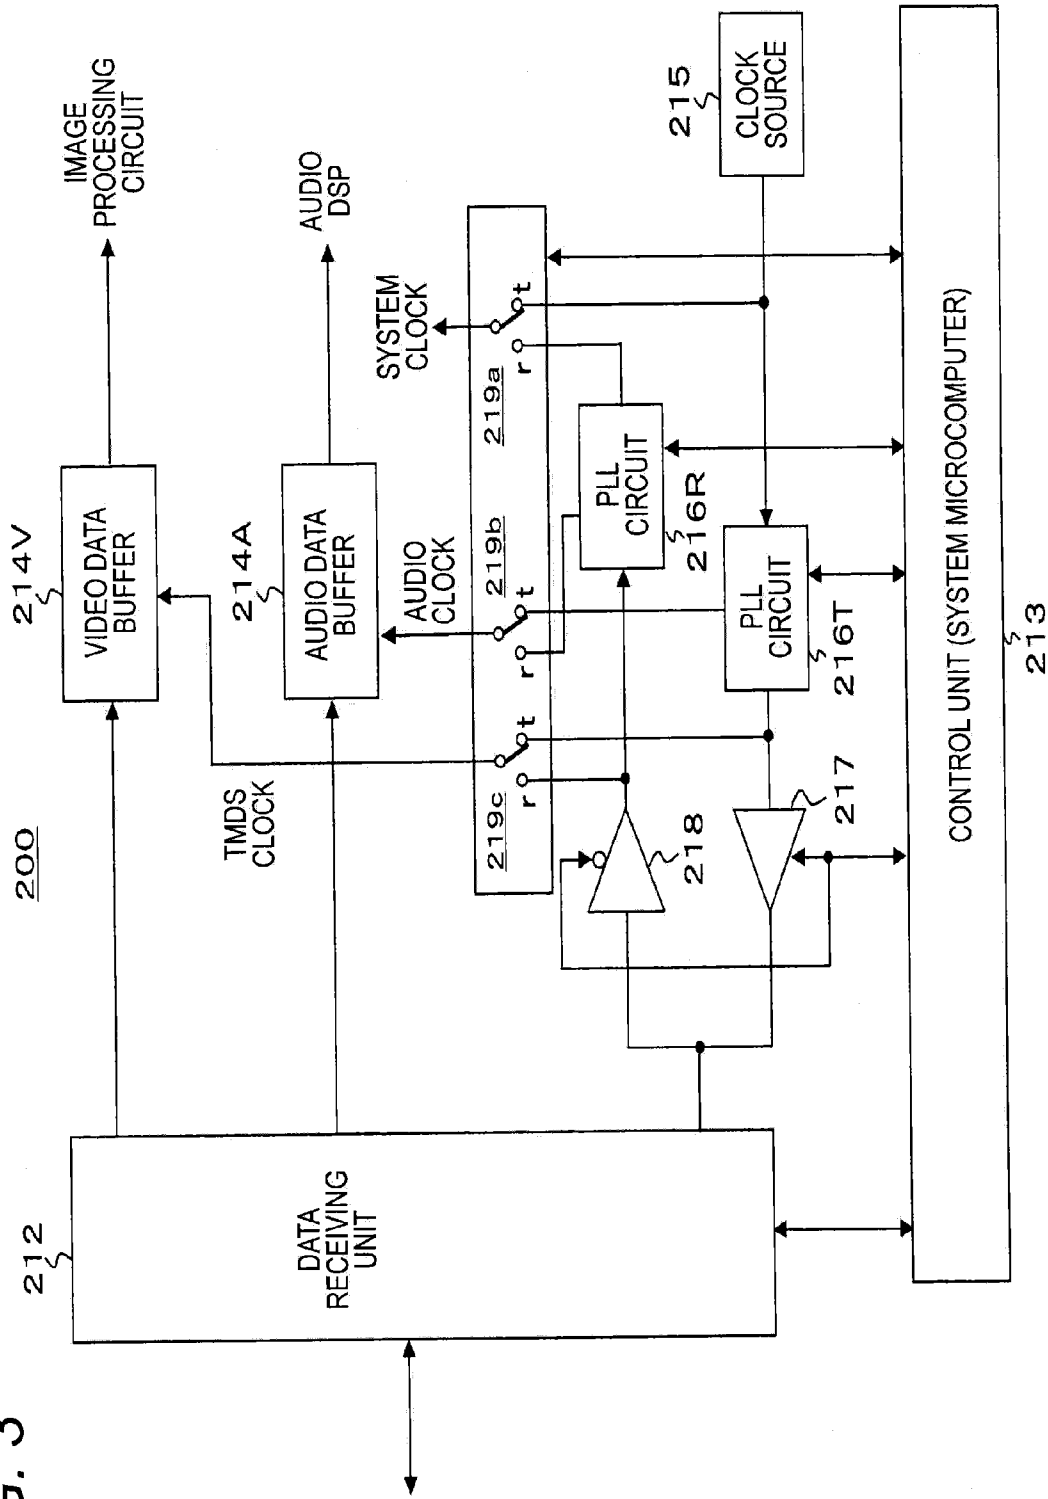 G. 3
200
212
DATA
RECEIVING
UNIT
214V
VIDEO DATA
BUFFER
IMAGE
PROCESSING
CIRCUIT
214A
AUDIO DATA
BUFFER
AUDIO
DSP
TMDS
CLOCK
AUDIO
CLOCK
SYSTEM
CLOCK
219c
r
t
219b
r
t
219a
r
t
218
PLL
CIRCUIT
216R
217
PLL
CIRCUIT
216T
215
CLOCK
SOURCE
CONTROL UNIT (SYSTEM MICROCOMPUTER)
213